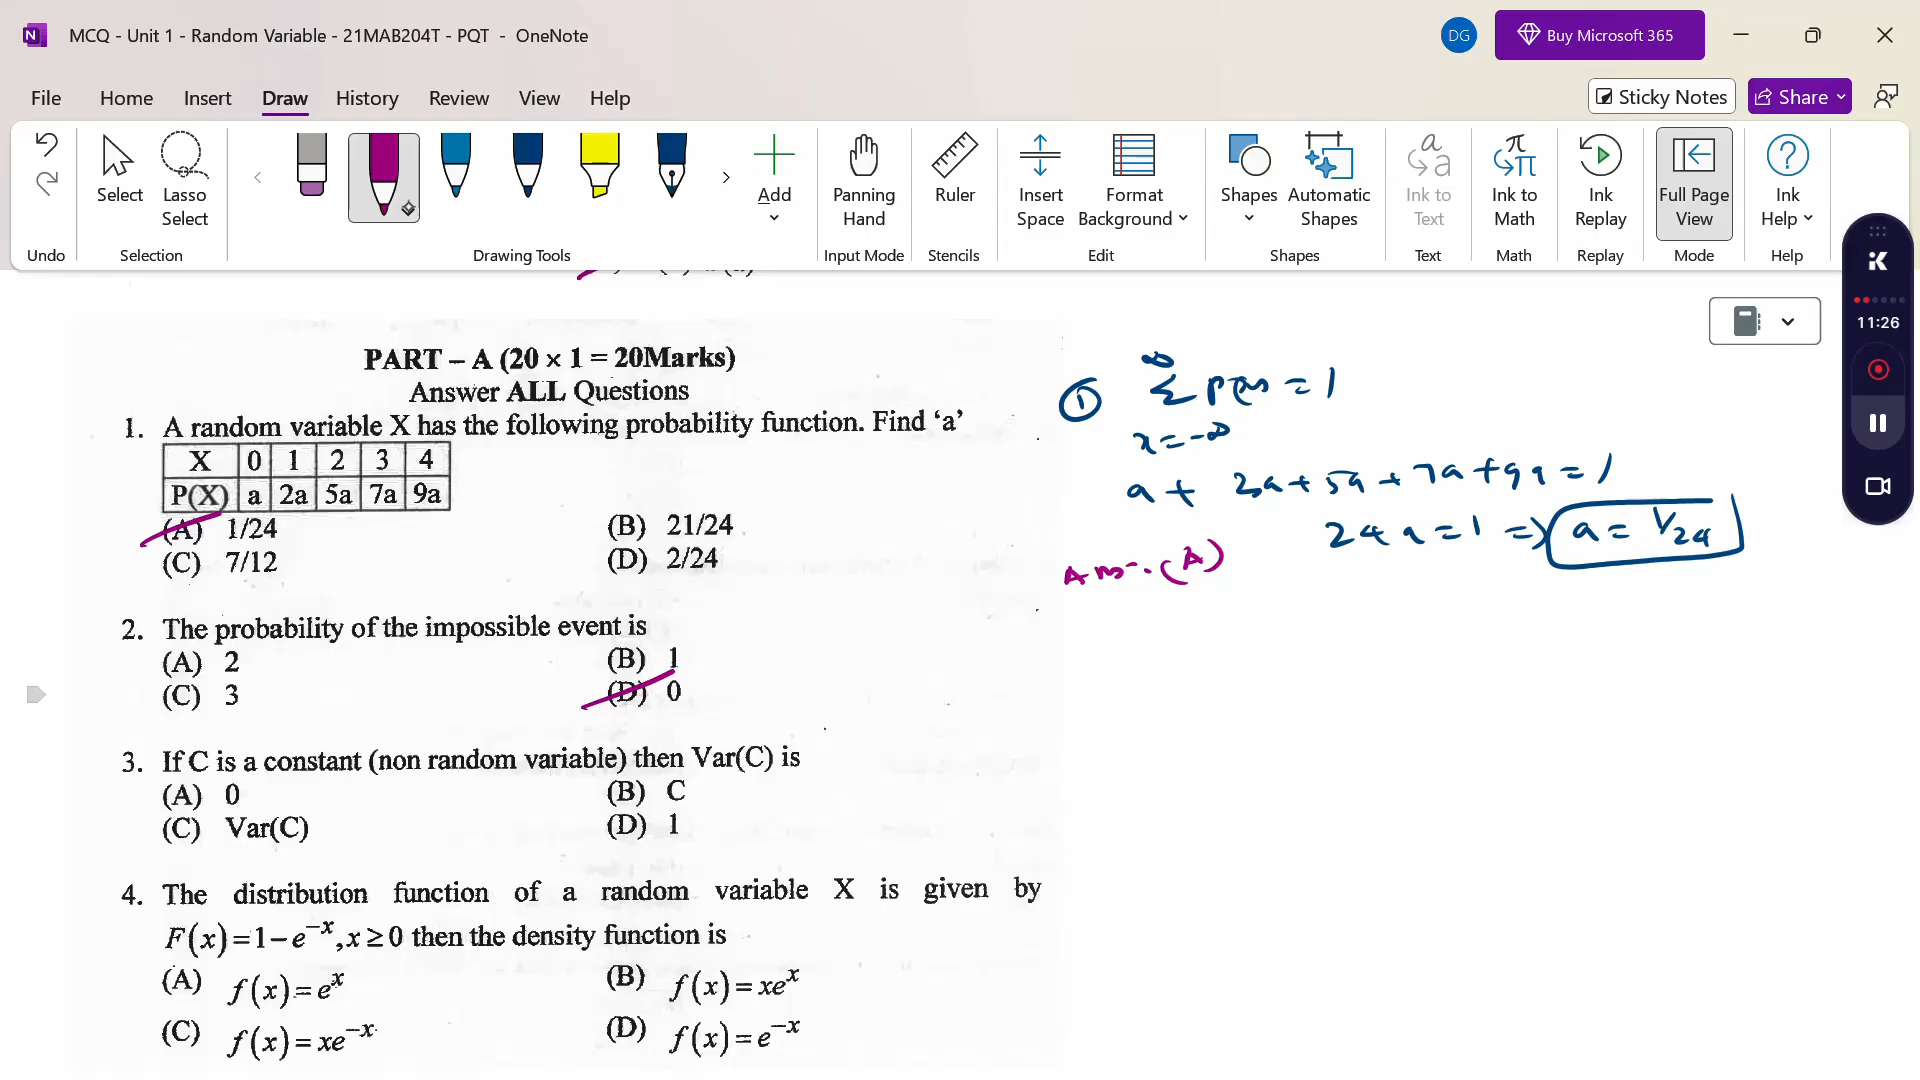 MCQ - Unit 1 - Random Variable - 21MAB204T - PQT - OneNote
DG
Buy Microsoft 365
File Home Insert Draw History Review View Help
Sticky Notes
Share
Select
Lasso Select
Add
Panning Hand
Ruler
Insert Space
Format Background
Shapes
Automatic Shapes
Ink to Text
Ink to Math
Ink Replay
Full Page View
Ink Help
Undo Selection Drawing Tools Input Mode Stencils Edit Shapes Text Math Replay Mode Help
11:26
PART – A (20 × 1 = 20Marks)
Answer ALL Questions
1. A random variable X has the following probability function. Find ‘a’
X 0 1 2 3 4
P(X) a 2a 5a 7a 9a
(A) 1/24 (B) 21/24
(C) 7/12 (D) 2/24
2. The probability of the impossible event is
(A) 2 (B) 1
(C) 3 (D) 0
3. If C is a constant (non random variable) then Var(C) is
(A) 0 (B) C
(C) Var(C) (D) 1
4. The distribution function of a random variable X is given by
F(x)=1−e⁻ˣ, x≥0 then the density function is
(A) f(x)=eˣ (B) f(x)=xeˣ
(C) f(x)=xe⁻ˣ (D) f(x)=e⁻ˣ
① ∞
Σ p(x) = 1
x=-∞
a + 2a + 5a + 7a + 9a = 1
24a = 1 ⇒ a = 1/24
Ans:- (A)